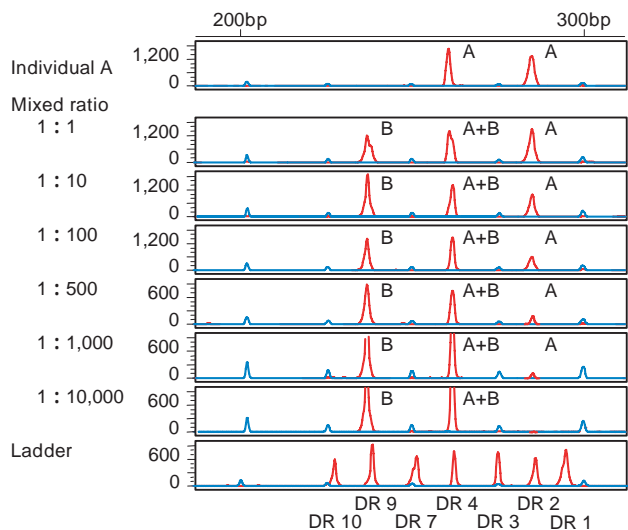 200bp 300bp
Individual A 1,200 0 A A
Mixed ratio
1 : 1 1,200 0 B A+B A
1 : 10 1,200 0 B A+B A
1 : 100 1,200 0 B A+B A
1 : 500 600 0 B A+B A
1 : 1,000 600 0 B A+B A
1 : 10,000 600 0 B A+B
Ladder 600 0
DR 9 DR 4 DR 2
DR 10 DR 7 DR 3 DR 1